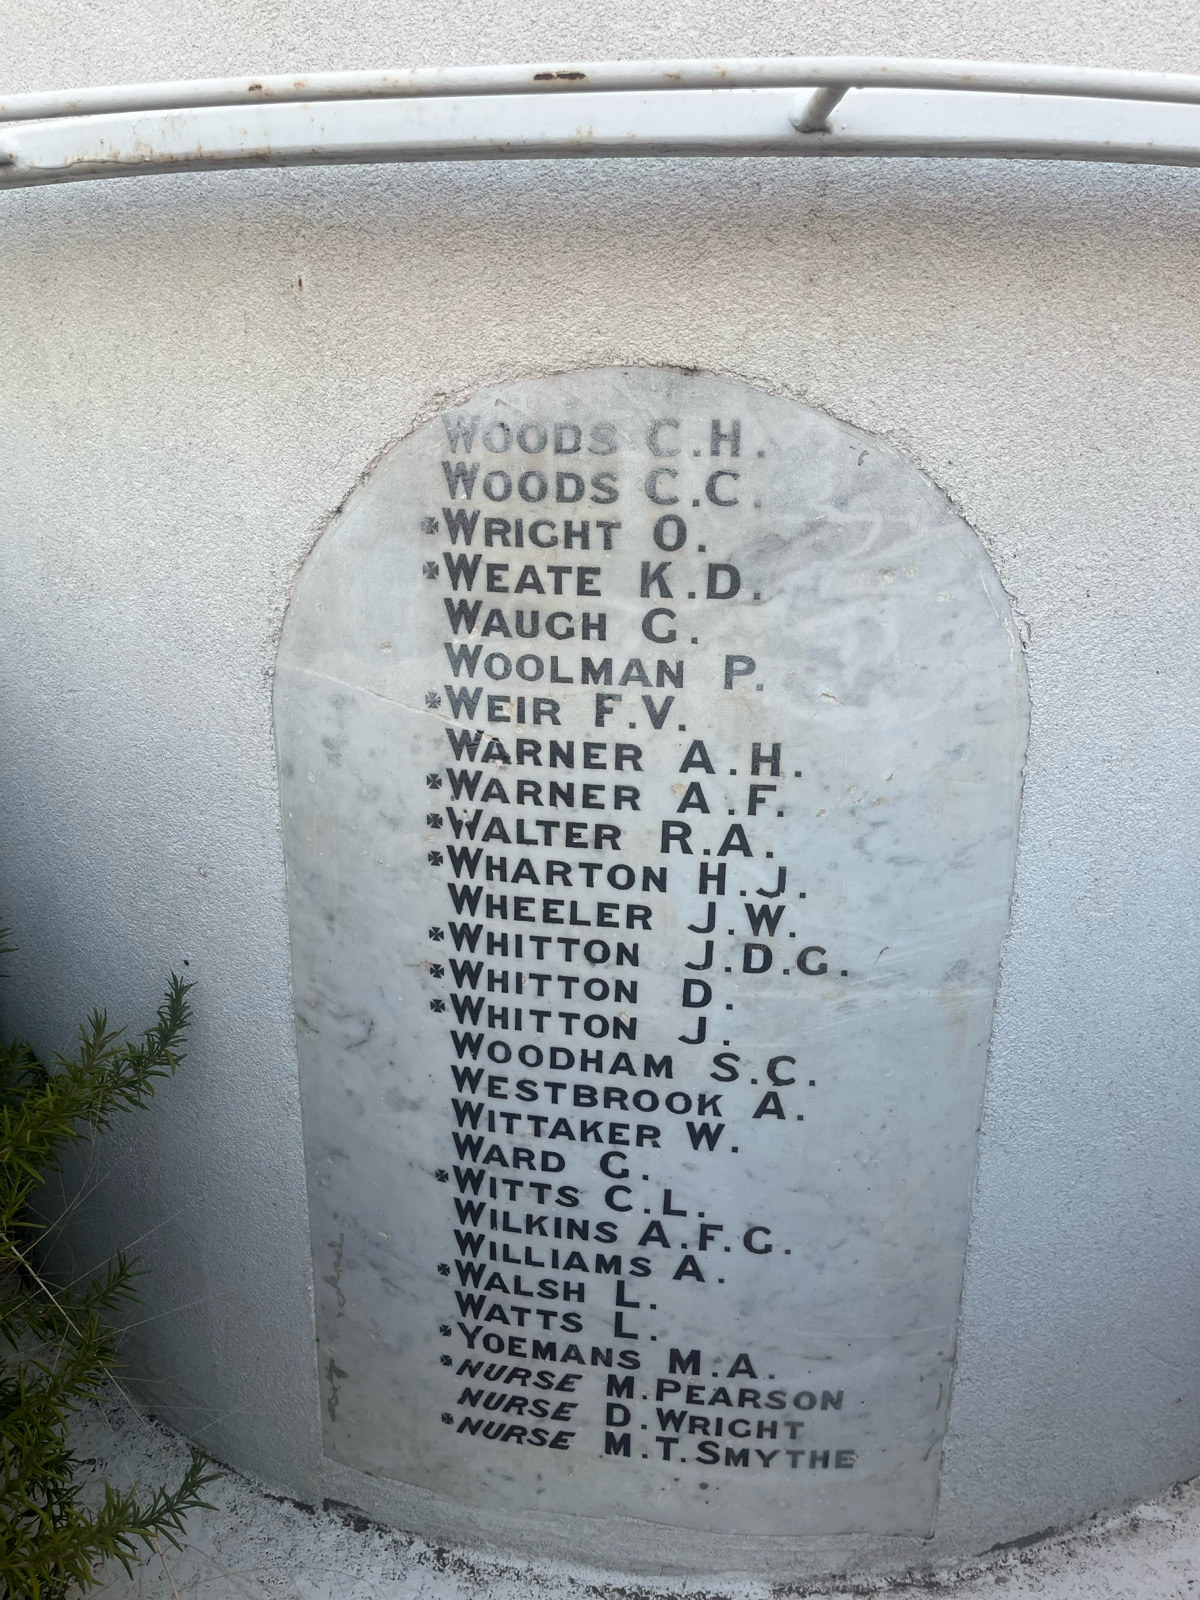 WOODS C.H.
WOODS C.C.
✠WRIGHT O.
✠WEATE K.D.
WAUGH G.
WOOLMAN P.
✠WEIR F.V.
WARNER A.H.
✠WARNER A.F.
✠WALTER R.A.
✠WHARTON H.J.
WHEELER J.W.
✠WHITTON J.D.G.
✠WHITTON D.
✠WHITTON J.
WOODHAM S.C.
WESTBROOK A.
WITTAKER W.
WARD G.
✠WITTS C.L.
WILKINS A.F.G.
WILLIAMS A.
✠WALSH L.
WATTS L.
✠YOEMANS M.A.
✠NURSE M.PEARSON
NURSE D.WRIGHT
✠NURSE M.T.SMYTHE